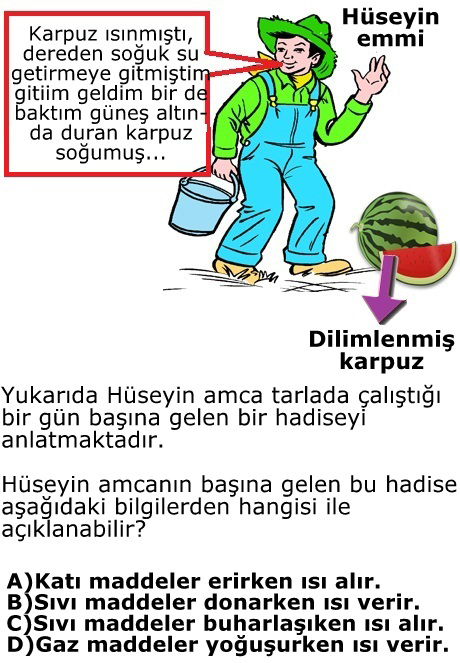 Hüseyin
emmi
Karpuz ısınmıştı,
dereden soğuk su
getirmeye gitmiştim
gitiim geldim bir de
baktım güneş altın-
da duran karpuz
soğumuş...
Dilimlenmiş
karpuz
Yukarıda Hüseyin amca tarlada çalıştığı
bir gün başına gelen bir hadiseyi
anlatmaktadır.
Hüseyin amcanın başına gelen bu hadise
aşağıdaki bilgilerden hangisi ile
açıklanabilir?
A)Katı maddeler erirken ısı alır.
B)Sıvı maddeler donarken ısı verir.
C)Sıvı maddeler buharlaşıken ısı alır.
D)Gaz maddeler yoğuşurken ısı verir.